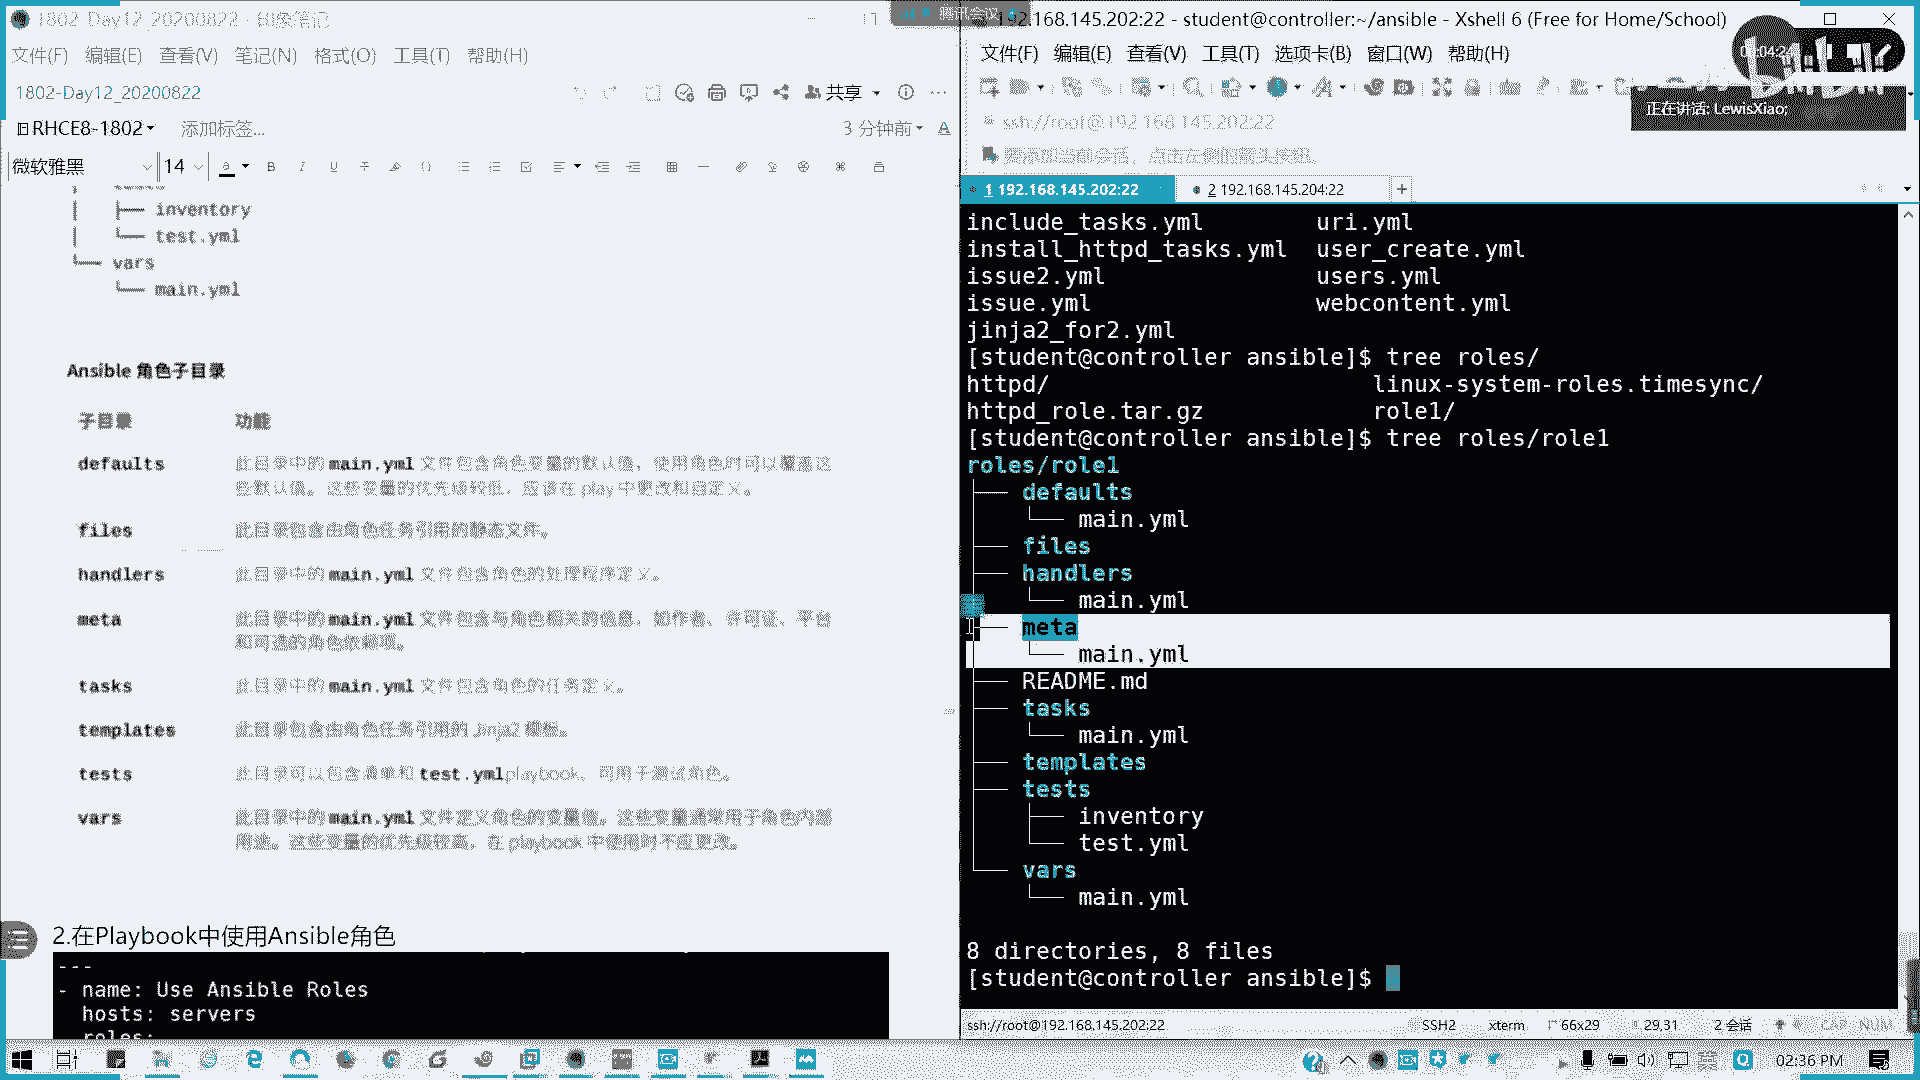 1802-Day12_20200822 - 印象笔记
文件(F) 编辑(E) 查看(V) 笔记(N) 格式(O) 工具(T) 帮助(H)
1802-Day12_20200822
共享
RHCE8-1802
添加标签...
3 分钟前
微软雅黑
14
├── inventory
└── test.yml
└── vars
└── main.yml
Ansible 角色子目录
子目录 功能
defaults 此目录中的 main.yml 文件包含角色变量的默认值，使用角色时可以覆盖这
些默认值。这些变量的优先级较低，应该在 play 中更改和自定义。
files 此目录包含由角色任务引用的静态文件。
handlers 此目录中的 main.yml 文件包含角色的处理程序定义。
meta 此目录中的 main.yml 文件包含与角色相关的信息，如作者、许可证、平台
和可选的角色依赖项。
tasks 此目录中的 main.yml 文件包含角色的任务定义。
templates 此目录包含由角色任务引用的 Jinja2 模板。
tests 此目录可以包含清单和 test.yml playbook，可用于测试角色。
vars 此目录中的 main.yml 文件定义角色的变量值。这些变量通常用于角色内部
用途。这些变量的优先级较高，在 playbook 中使用时不应更改。
2.在Playbook中使用Ansible角色
---
- name: Use Ansible Roles
hosts: servers
roles:
腾讯会议
192.168.145.202:22 - student@controller:~/ansible - Xshell 6 (Free for Home/School)
文件(F) 编辑(E) 查看(V) 工具(T) 选项卡(B) 窗口(W) 帮助(H)
正在讲话: LewisXiao;
ssh://root@192.168.145.202:22
要添加当前会话，点击左侧的箭头按钮。
1 192.168.145.202:22
2 192.168.145.204:22
include_tasks.yml uri.yml
install_httpd_tasks.yml user_create.yml
issue2.yml users.yml
issue.yml webcontent.yml
jinja2_for2.yml
[student@controller ansible]$ tree roles/
httpd/ linux-system-roles.timesync/
httpd_role.tar.gz role1/
[student@controller ansible]$ tree roles/role1
roles/role1
├── defaults
└── main.yml
├── files
├── handlers
└── main.yml
├── meta
└── main.yml
├── README.md
├── tasks
└── main.yml
├── templates
├── tests
├── inventory
└── test.yml
└── vars
└── main.yml
8 directories, 8 files
[student@controller ansible]$
ssh://root@192.168.145.202:22 SSH2 xterm 66x29 29,31 2 会话 CAP NUM
02:36 PM